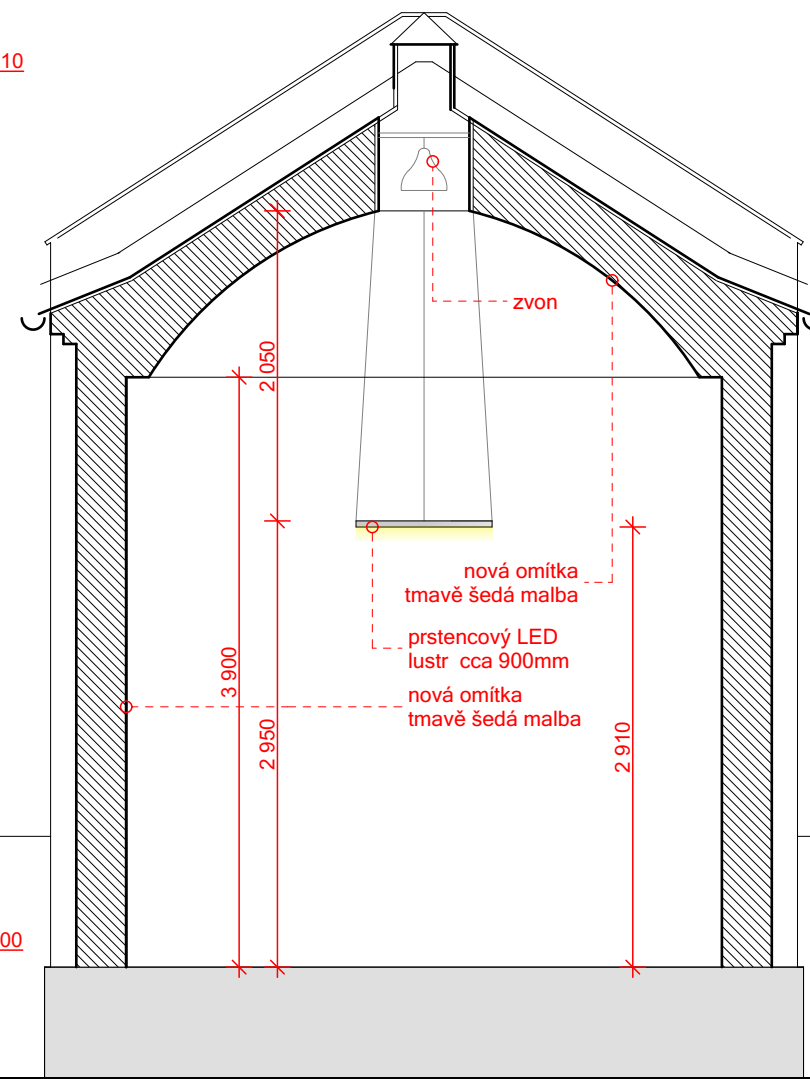 10
zvon
2 050
nová omítka
tmavě šedá malba
prstencový LED
lustr cca 900mm
nová omítka
tmavě šedá malba
3 900
2 950
2 910
00